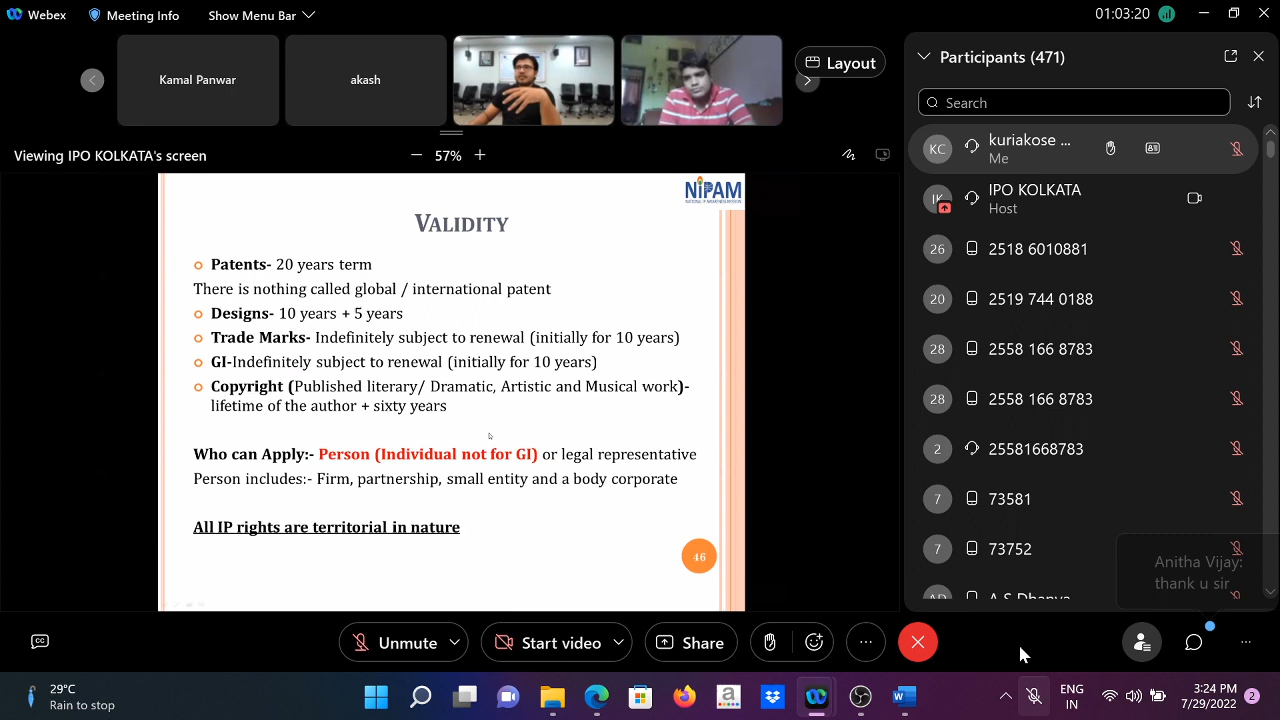 Webex
Meeting Info
Show Menu Bar
01:03:20
Kamal Panwar
akash
Layout
Viewing IPO KOLKATA's screen
57%
NIPAM
NATIONAL IP AWARENESS MISSION
VALIDITY
Patents- 20 years term
There is nothing called global / international patent
Designs- 10 years + 5 years
Trade Marks- Indefinitely subject to renewal (initially for 10 years)
GI-Indefinitely subject to renewal (initially for 10 years)
Copyright (Published literary/ Dramatic, Artistic and Musical work)-
lifetime of the author + sixty years
Who can Apply:- Person (Individual not for GI) or legal representative
Person includes:- Firm, partnership, small entity and a body corporate
All IP rights are territorial in nature
46
Participants (471)
Search
KC
kuriakose ...
Me
IK
IPO KOLKATA
Host
26
2518 6010881
20
2519 744 0188
28
2558 166 8783
28
2558 166 8783
2
25581668783
7
73581
7
73752
AD
A S Dhanya
Anitha Vijay:
thank u sir
CC
Unmute
Start video
Share
29°C
Rain to stop
ENG
IN
3:24 PM
7/29/2022
2